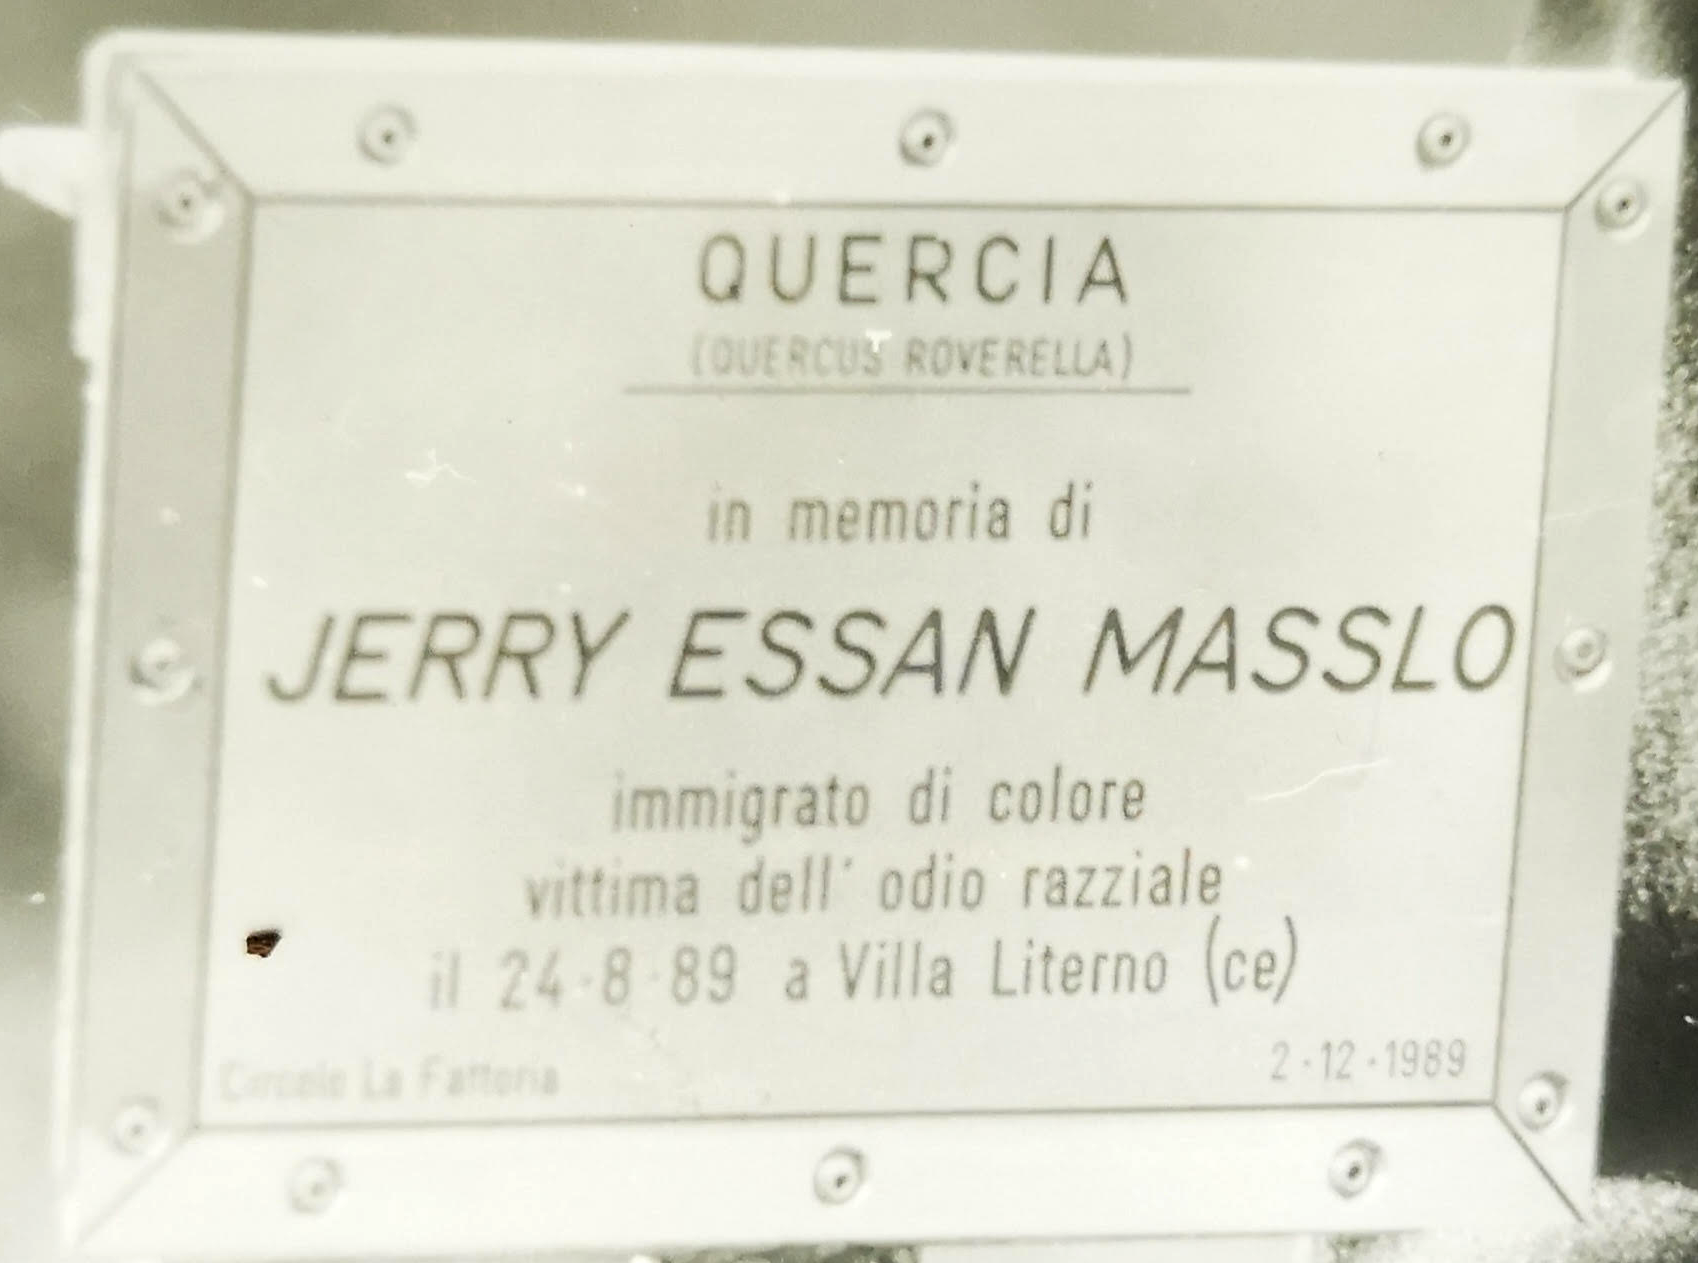 QUERCIA
(QUERCUS ROVERELLA)
in memoria di
JERRY ESSAN MASSLO
immigrato di colore
vittima dell' odio razziale
il 24-8-89 a Villa Literno (ce)
Circolo La Fattoria
2-12-1989